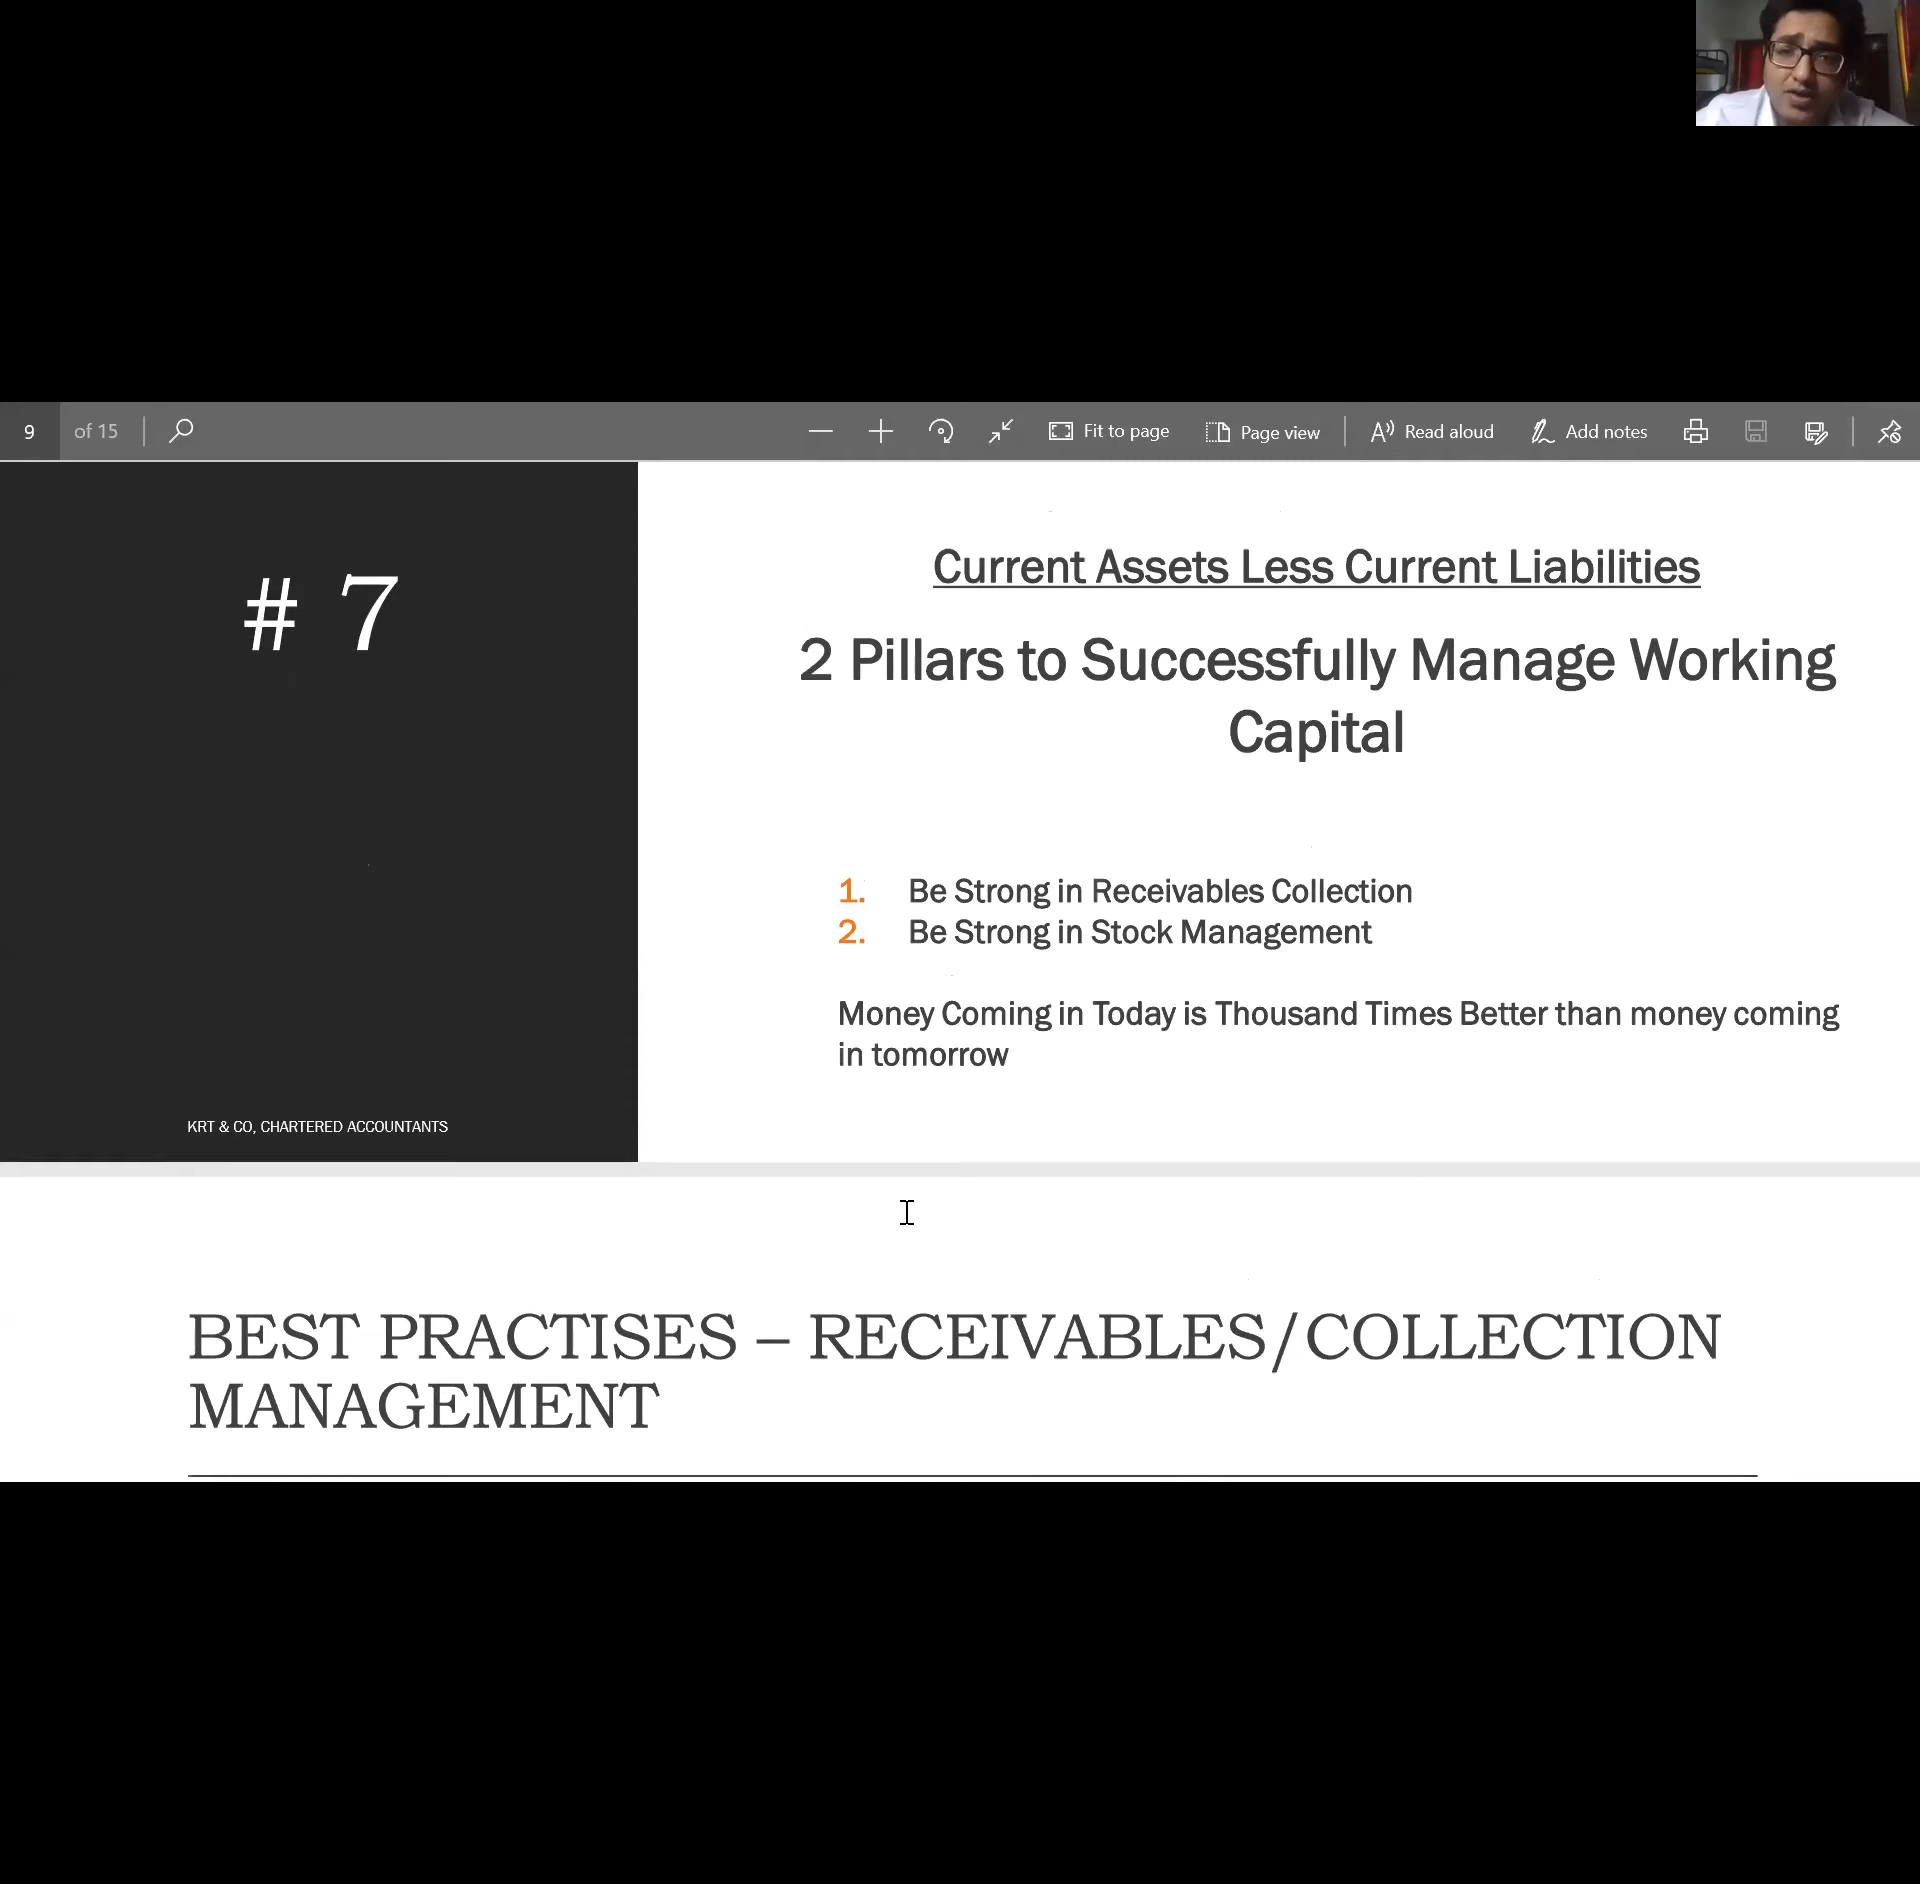 9 of 15 Fit to page Page view Read aloud Add notes
# 7
KRT & CO, CHARTERED ACCOUNTANTS
Current Assets Less Current Liabilities
2 Pillars to Successfully Manage Working
Capital
1. Be Strong in Receivables Collection
2. Be Strong in Stock Management
Money Coming in Today is Thousand Times Better than money coming
in tomorrow
BEST PRACTISES – RECEIVABLES/COLLECTION
MANAGEMENT